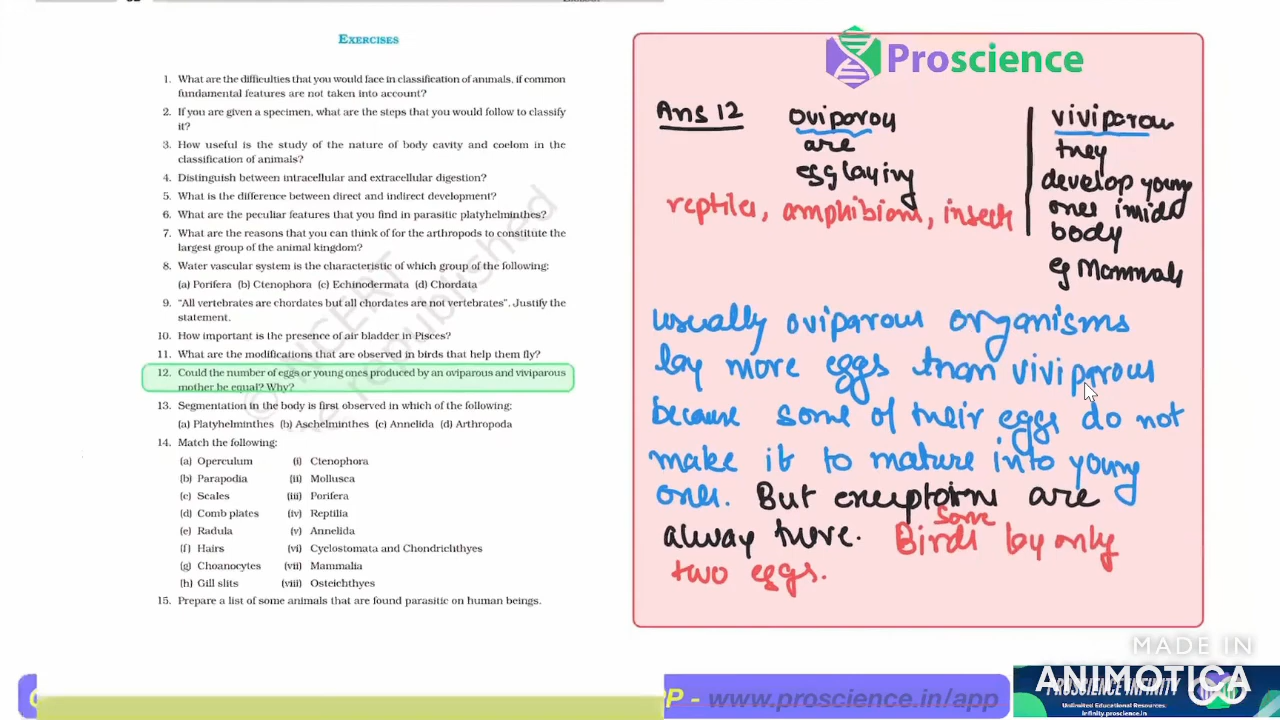 EXERCISES
1. What are the difficulties that you would face in classification of animals, if common
fundamental features are not taken into account?
2. If you are given a specimen, what are the steps that you would follow to classify
it?
3. How useful is the study of the nature of body cavity and coelom in the
classification of animals?
4. Distinguish between intracellular and extracellular digestion?
5. What is the difference between direct and indirect development?
6. What are the peculiar features that you find in parasitic platyhelminthes?
7. What are the reasons that you can think of for the arthropods to constitute the
largest group of the animal kingdom?
8. Water vascular system is the characteristic of which group of the following:
(a) Porifera (b) Ctenophora (c) Echinodermata (d) Chordata
9. “All vertebrates are chordates but all chordates are not vertebrates”. Justify the
statement.
10. How important is the presence of air bladder in Pisces?
11. What are the modifications that are observed in birds that help them fly?
12. Could the number of eggs or young ones produced by an oviparous and viviparous
mother be equal? Why?
13. Segmentation in the body is first observed in which of the following:
(a) Platyhelminthes (b) Aschelminthes (c) Annelida (d) Arthropoda
14. Match the following:
(a) Operculum (i) Ctenophora
(b) Parapodia (ii) Mollusca
(c) Scales (iii) Porifera
(d) Comb plates (iv) Reptilia
(e) Radula (v) Annelida
(f) Hairs (vi) Cyclostomata and Chondrichthyes
(g) Choanocytes (vii) Mammalia
(h) Gill slits (viii) Osteichthyes
15. Prepare a list of some animals that are found parasitic on human beings.
© NCERT
republished
Proscience
Ans 12
oviparous
are
egg laying
reptiles, amphibians, insects
viviparous
they
develop young
ones inside
body
eg Mammals
usually oviparous organisms
lay more eggs than viviparous
because some of their eggs do not
make it to mature into young
ones. But exceptions are
alway there. Some Birds lay only
two eggs.
P - www.proscience.in/app
MADE IN
ANIMOTICA
PROSCIENCE INFINITY
Unlimited Educational Resources
infinity.proscience.in